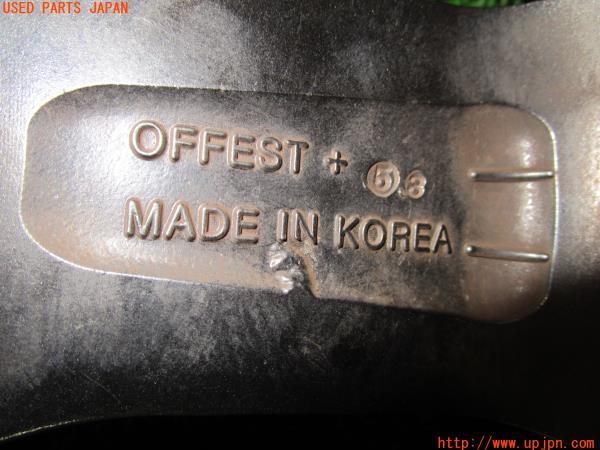 USED PARTS JAPAN
OFFEST + 53
MADE IN KOREA
http://www.upjpn.com